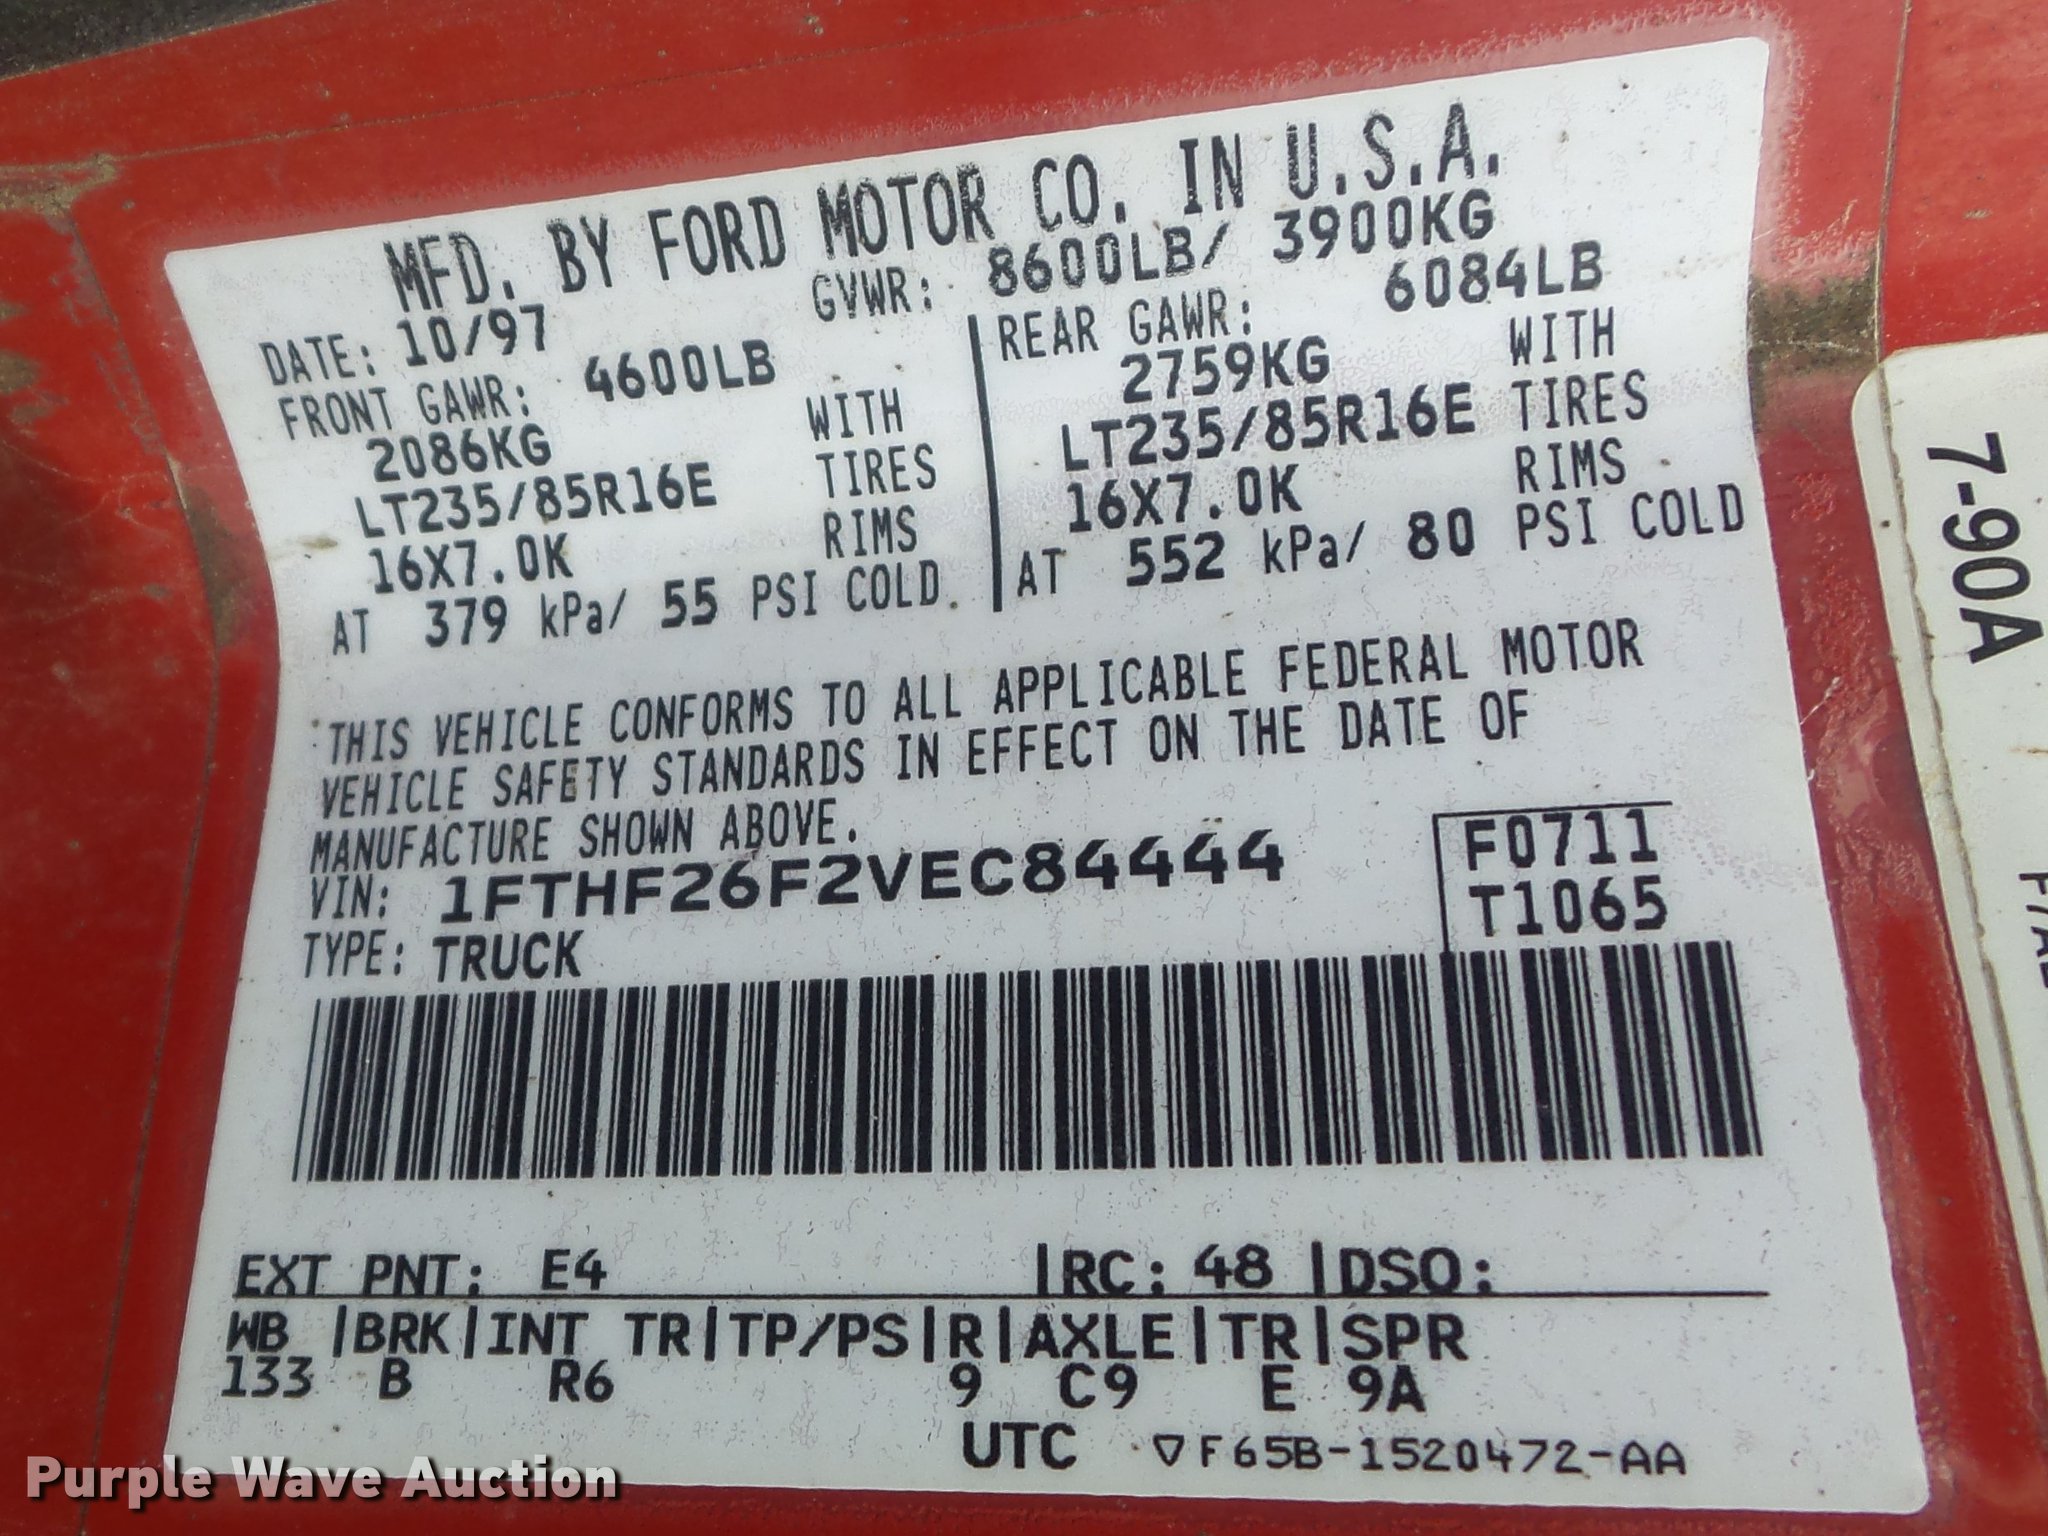 MFD. BY FORD MOTOR CO. IN U.S.A.
DATE: 10/97 GVWR: 8600LB/ 3900KG
FRONT GAWR: 4600LB
2086KG WITH
LT235/85R16E TIRES
16X7.0K RIMS
AT 379 kPa/ 55 PSI COLD
REAR GAWR: 6084LB
2759KG WITH
LT235/85R16E TIRES
16X7.0K RIMS
AT 552 kPa/ 80 PSI COLD
THIS VEHICLE CONFORMS TO ALL APPLICABLE FEDERAL MOTOR
VEHICLE SAFETY STANDARDS IN EFFECT ON THE DATE OF
MANUFACTURE SHOWN ABOVE.
VIN: 1FTHF26F2VEC84444
TYPE: TRUCK
F0711
T1065
EXT PNT: E4 |RC: 48 |DSO:
WB |BRK|INT TR|TP/PS|R|AXLE|TR|SPR
133 B R6 9 C9 E 9A
UTC ▽F65B-1520472-AA
7-90A
Purple Wave Auction